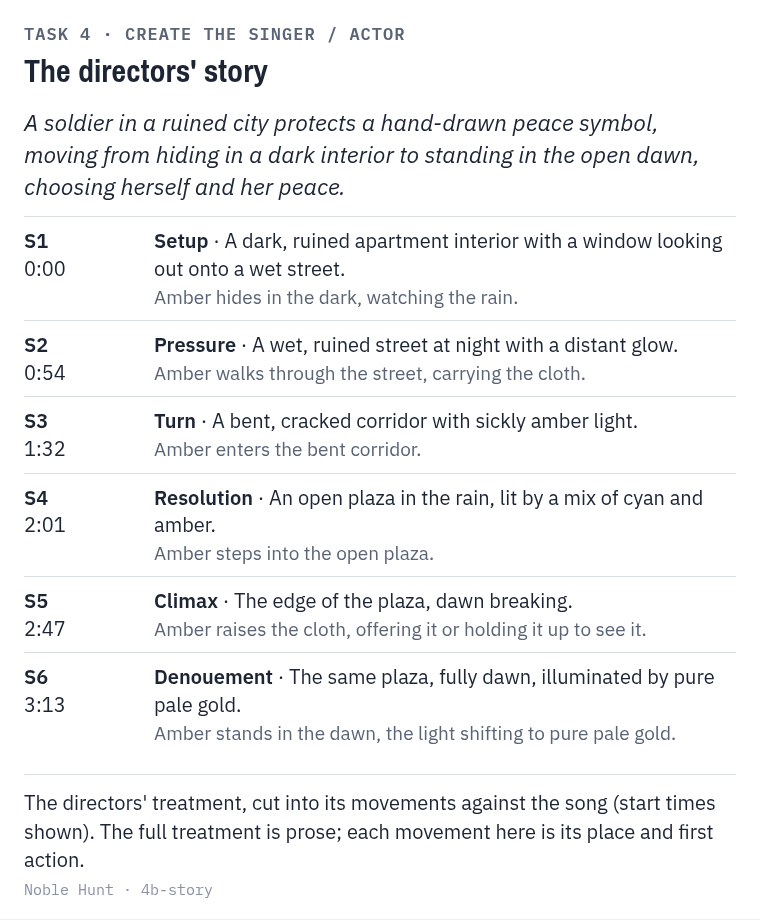 TASK 4 · CREATE THE SINGER / ACTOR
The directors' story
A soldier in a ruined city protects a hand-drawn peace symbol,
moving from hiding in a dark interior to standing in the open dawn,
choosing herself and her peace.
S1
0:00
Setup · A dark, ruined apartment interior with a window looking
out onto a wet street.
Amber hides in the dark, watching the rain.
S2
0:54
Pressure · A wet, ruined street at night with a distant glow.
Amber walks through the street, carrying the cloth.
S3
1:32
Turn · A bent, cracked corridor with sickly amber light.
Amber enters the bent corridor.
S4
2:01
Resolution · An open plaza in the rain, lit by a mix of cyan and
amber.
Amber steps into the open plaza.
S5
2:47
Climax · The edge of the plaza, dawn breaking.
Amber raises the cloth, offering it or holding it up to see it.
S6
3:13
Denouement · The same plaza, fully dawn, illuminated by pure
pale gold.
Amber stands in the dawn, the light shifting to pure pale gold.
The directors' treatment, cut into its movements against the song (start times
shown). The full treatment is prose; each movement here is its place and first
action.
Noble Hunt · 4b-story